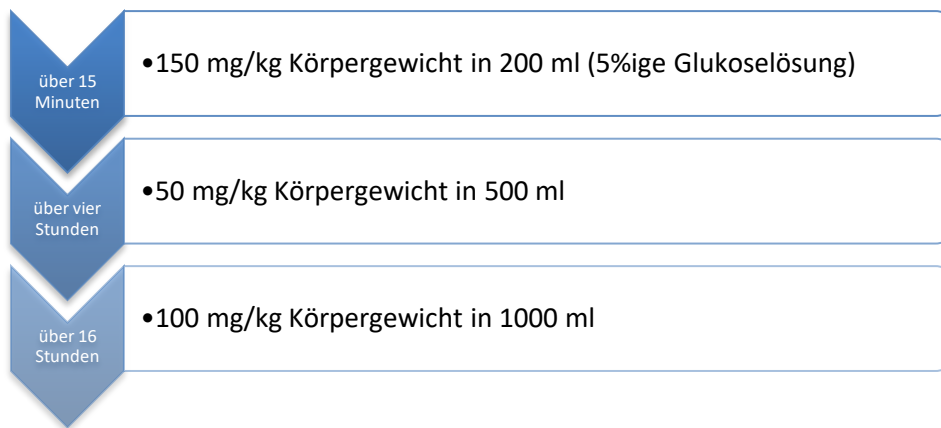 über 15
Minuten
•150 mg/kg Körpergewicht in 200 ml (5%ige Glukoselösung)
über vier
Stunden
•50 mg/kg Körpergewicht in 500 ml
über 16
Stunden
•100 mg/kg Körpergewicht in 1000 ml